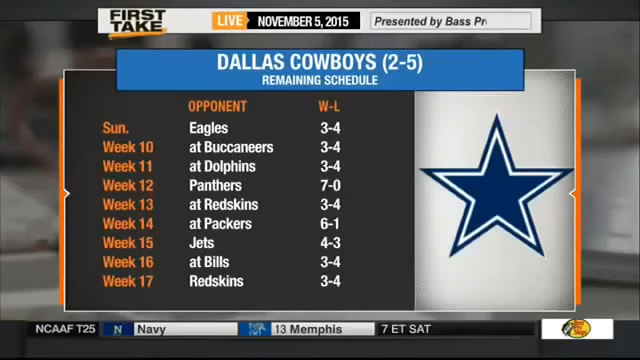 FIRST TAKE
LIVE NOVEMBER 5, 2015 Presented by Bass Pr
DALLAS COWBOYS (2-5)
REMAINING SCHEDULE
OPPONENT W-L
Sun. Eagles 3-4
Week 10 at Buccaneers 3-4
Week 11 at Dolphins 3-4
Week 12 Panthers 7-0
Week 13 at Redskins 3-4
Week 14 at Packers 6-1
Week 15 Jets 4-3
Week 16 at Bills 3-4
Week 17 Redskins 3-4
NCAAF T25 N Navy 13 Memphis 7 ET SAT